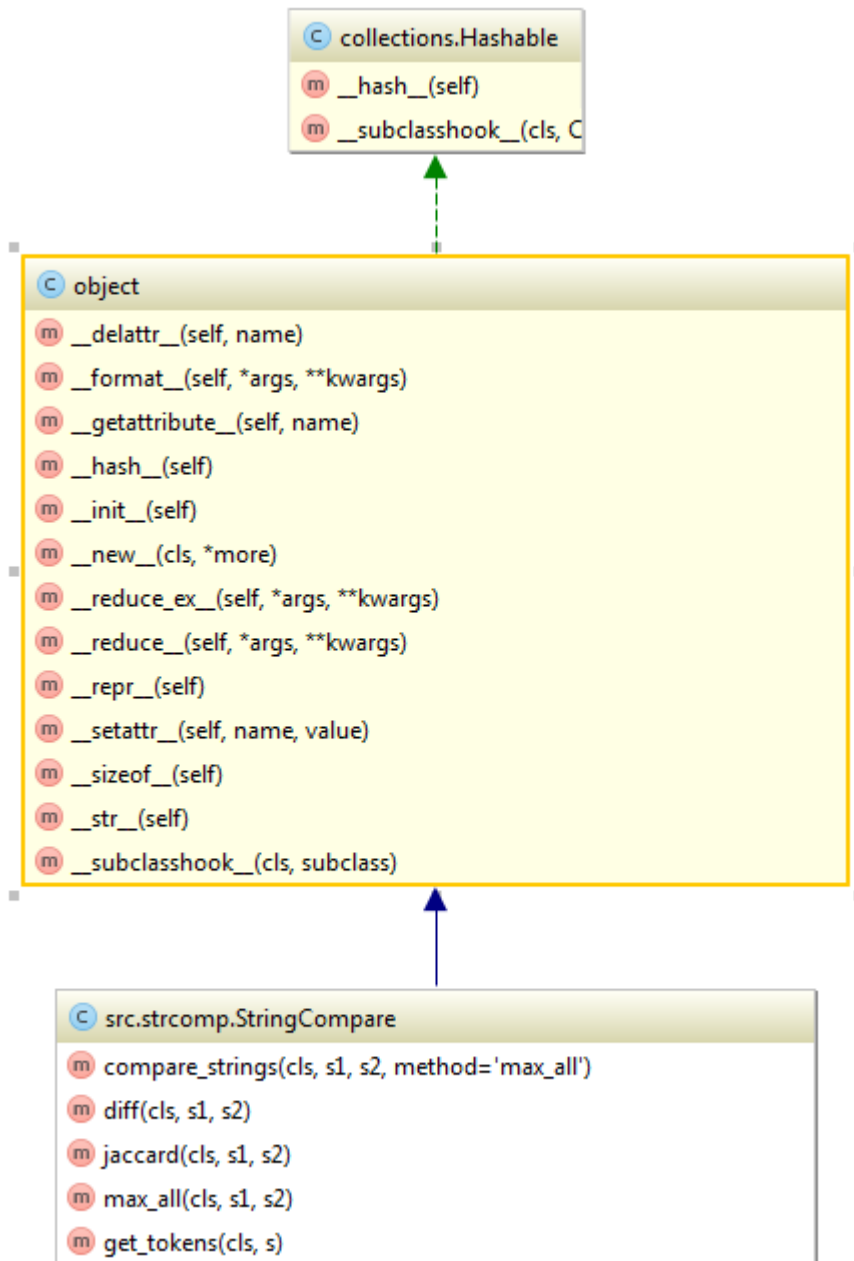 C collections.Hashable
m __hash__(self)
m __subclasshook__(cls, C
C object
m __delattr__(self, name)
m __format__(self, *args, **kwargs)
m __getattribute__(self, name)
m __hash__(self)
m __init__(self)
m __new__(cls, *more)
m __reduce_ex__(self, *args, **kwargs)
m __reduce__(self, *args, **kwargs)
m __repr__(self)
m __setattr__(self, name, value)
m __sizeof__(self)
m __str__(self)
m __subclasshook__(cls, subclass)
C src.strcomp.StringCompare
m compare_strings(cls, s1, s2, method='max_all')
m diff(cls, s1, s2)
m jaccard(cls, s1, s2)
m max_all(cls, s1, s2)
m get_tokens(cls, s)